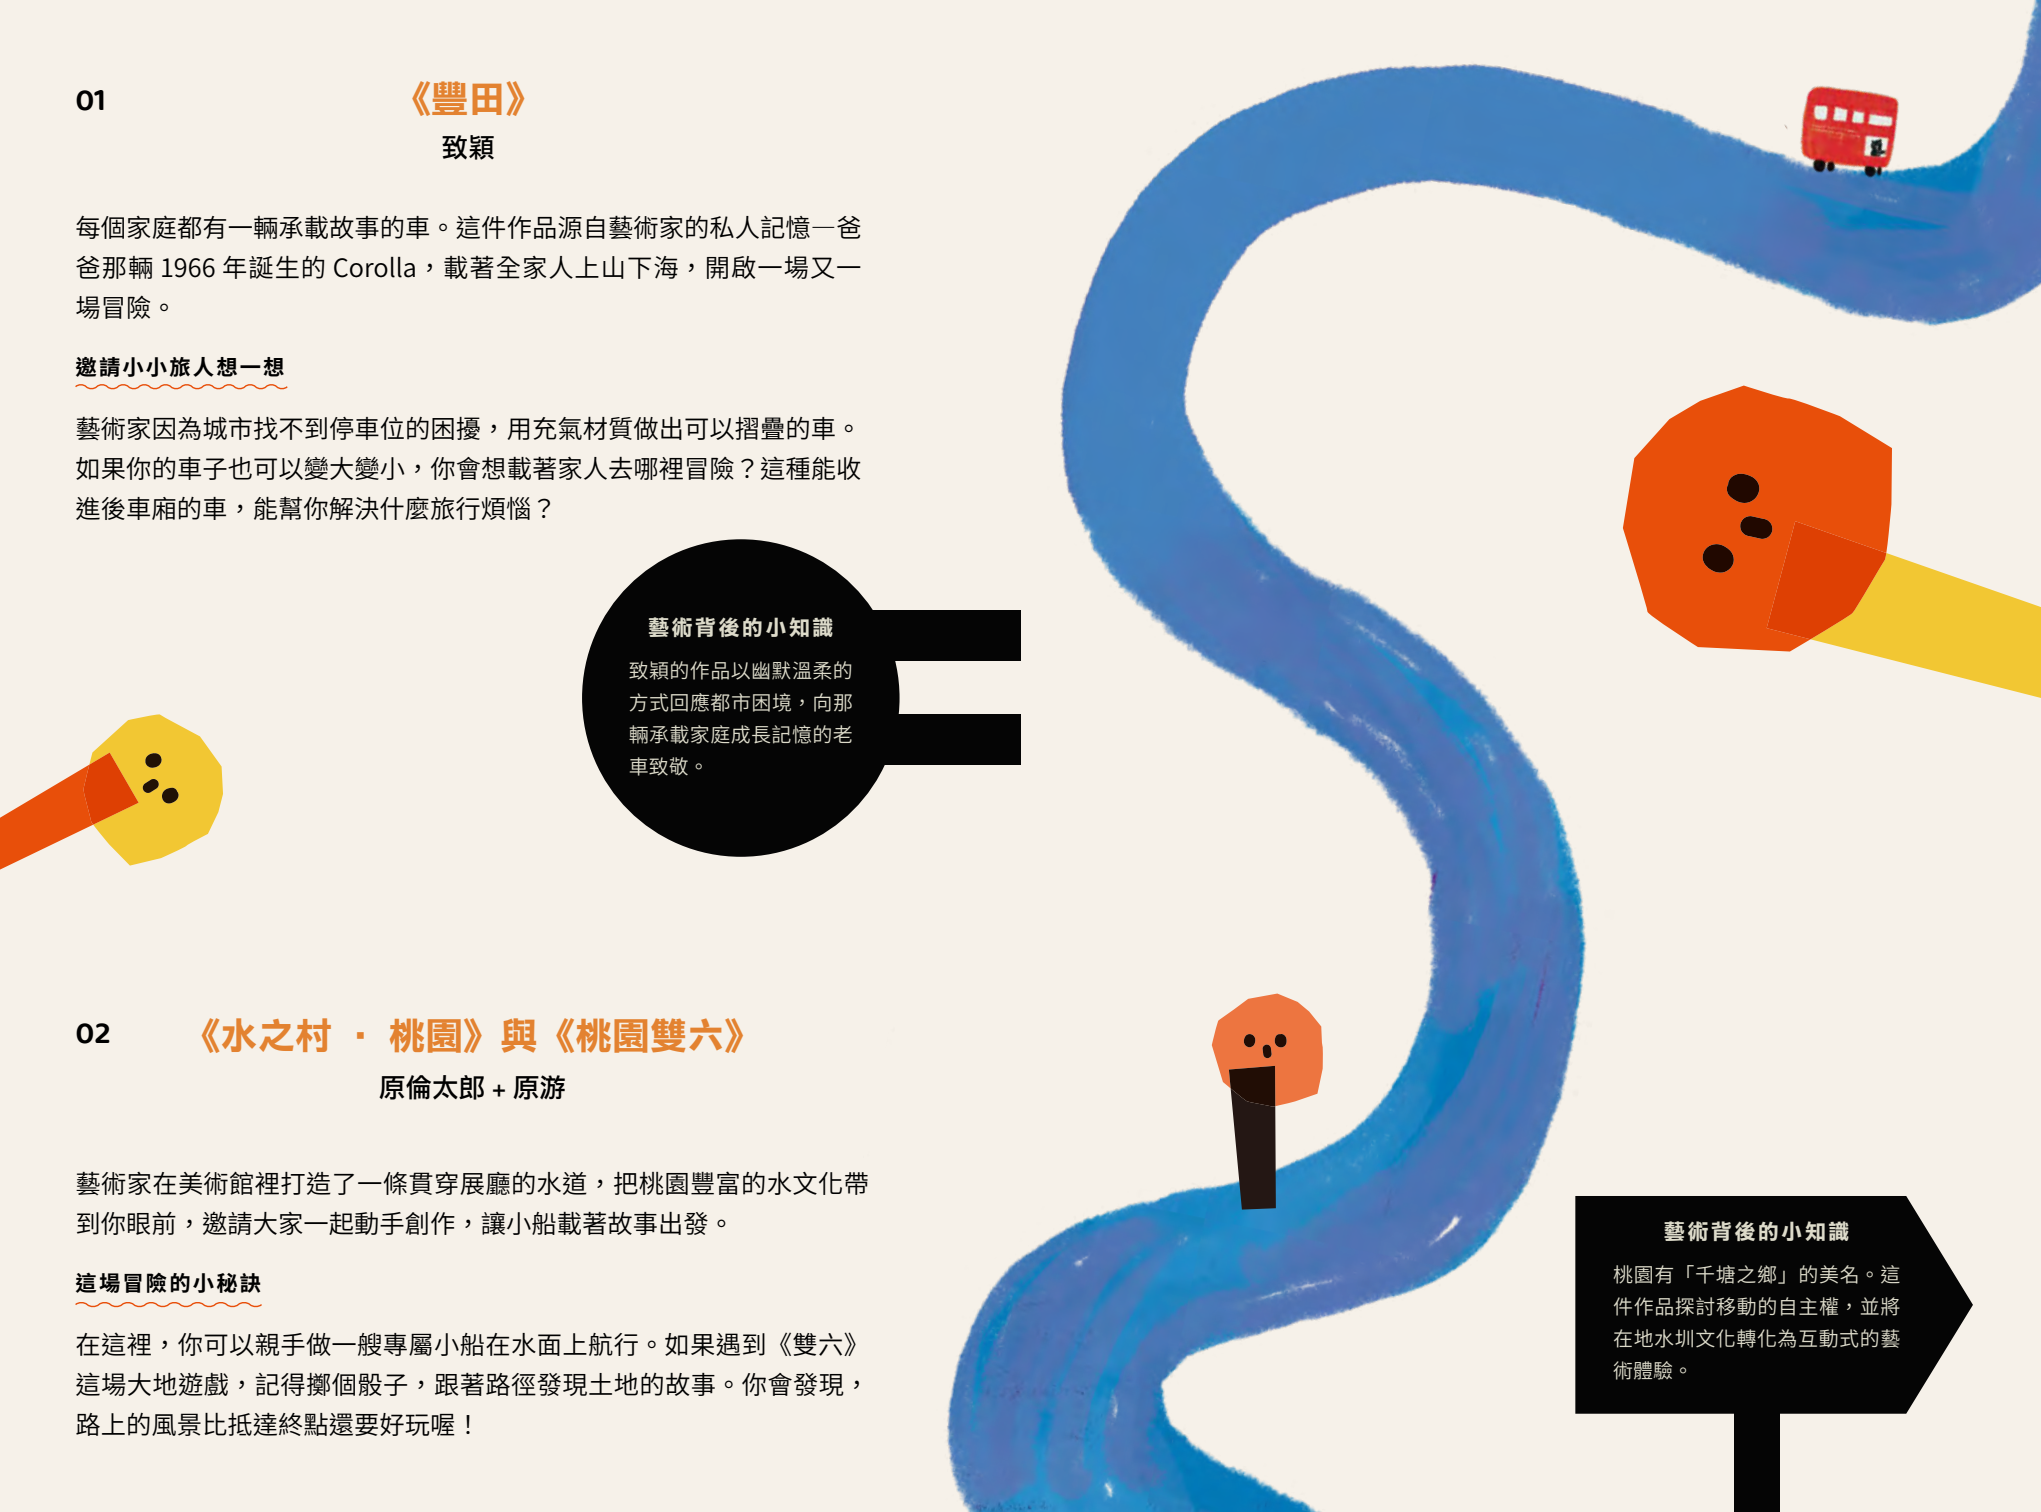 01
《豐田》
致穎
每個家庭都有一輛承載故事的車。這件作品源自藝術家的私人記憶—爸
爸那輛 1966 年誕生的 Corolla，載著全家人上山下海，開啟一場又一
場冒險。
邀請小小旅人想一想
藝術家因為城市找不到停車位的困擾，用充氣材質做出可以摺疊的車。
如果你的車子也可以變大變小，你會想載著家人去哪裡冒險？這種能收
進後車廂的車，能幫你解決什麼旅行煩惱？
藝術背後的小知識
致穎的作品以幽默溫柔的
方式回應都市困境，向那
輛承載家庭成長記憶的老
車致敬。
02
《水之村 · 桃園》與《桃園雙六》
原倫太郎 + 原游
藝術家在美術館裡打造了一條貫穿展廳的水道，把桃園豐富的水文化帶
到你眼前，邀請大家一起動手創作，讓小船載著故事出發。
這場冒險的小秘訣
在這裡，你可以親手做一艘專屬小船在水面上航行。如果遇到《雙六》
這場大地遊戲，記得擲個骰子，跟著路徑發現土地的故事。你會發現，
路上的風景比抵達終點還要好玩喔！
藝術背後的小知識
桃園有「千塘之鄉」的美名。這
件作品探討移動的自主權，並將
在地水圳文化轉化為互動式的藝
術體驗。